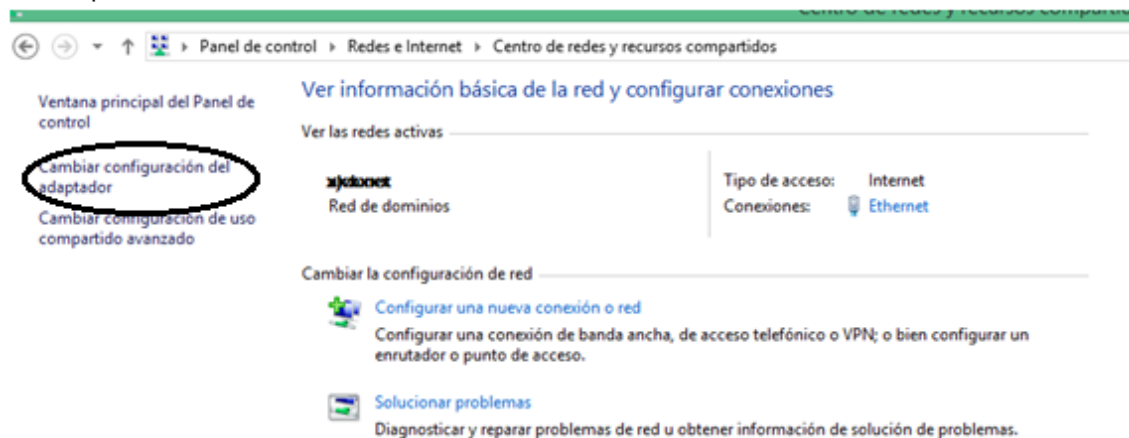 Centro de redes y recursos compartid
Panel de control ▸ Redes e Internet ▸ Centro de redes y recursos compartidos
Ventana principal del Panel de
control
Cambiar configuración del
adaptador
Cambiar configuración de uso
compartido avanzado
Ver información básica de la red y configurar conexiones
Ver las redes activas
Red de dominios
Tipo de acceso: Internet
Conexiones: Ethernet
Cambiar la configuración de red
Configurar una nueva conexión o red
Configurar una conexión de banda ancha, de acceso telefónico o VPN; o bien configurar un
enrutador o punto de acceso.
Solucionar problemas
Diagnosticar y reparar problemas de red u obtener información de solución de problemas.